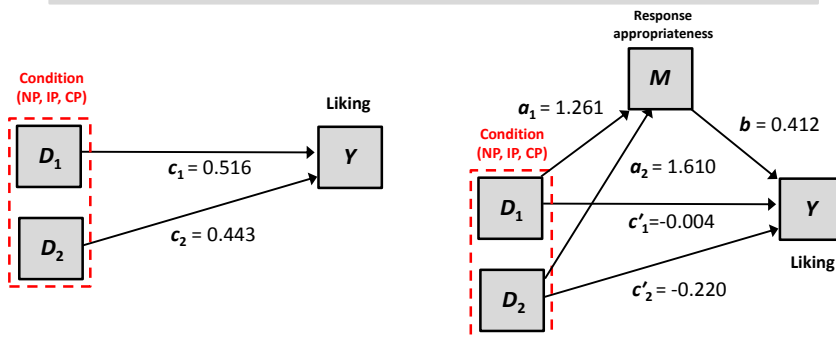 Condition
(NP, IP, CP)
D1
D2
c1 = 0.516
c2 = 0.443
Liking
Y
Response
appropriateness
M
a1 = 1.261
b = 0.412
Condition
(NP, IP, CP)
a2 = 1.610
D1
c′1=-0.004
Y
Liking
D2
c′2 = -0.220